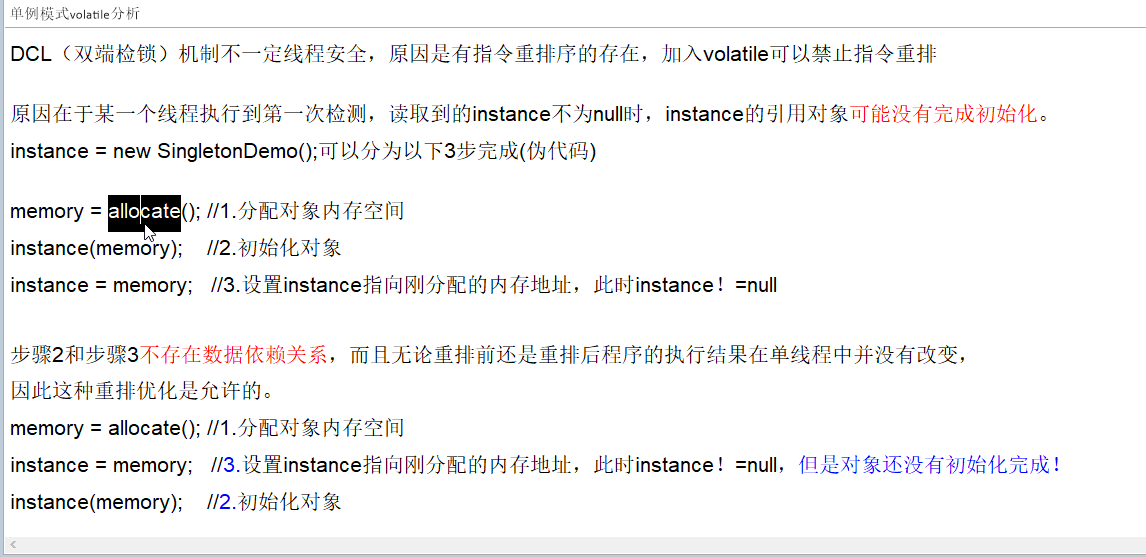 单例模式volatile分析
DCL（双端检锁）机制不一定线程安全，原因是有指令重排序的存在，加入volatile可以禁止指令重排
原因在于某一个线程执行到第一次检测，读取到的instance不为null时，instance的引用对象可能没有完成初始化。
instance = new SingletonDemo();可以分为以下3步完成(伪代码)
memory = allocate(); //1.分配对象内存空间
instance(memory); //2.初始化对象
instance = memory; //3.设置instance指向刚分配的内存地址，此时instance！=null
步骤2和步骤3不存在数据依赖关系，而且无论重排前还是重排后程序的执行结果在单线程中并没有改变，
因此这种重排优化是允许的。
memory = allocate(); //1.分配对象内存空间
instance = memory; //3.设置instance指向刚分配的内存地址，此时instance！=null，但是对象还没有初始化完成！
instance(memory); //2.初始化对象